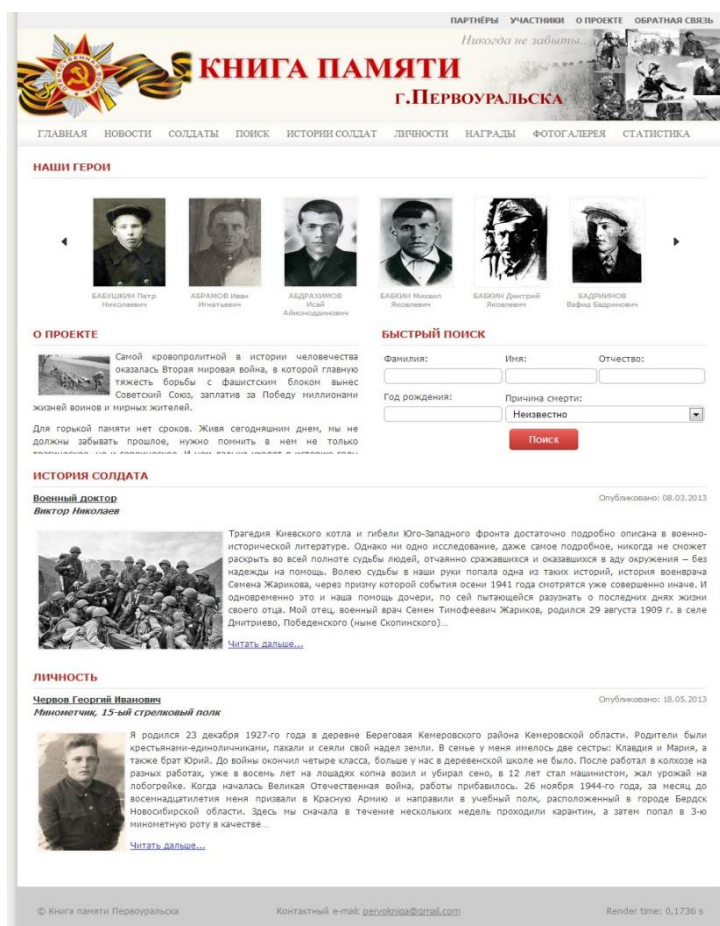 ПАРТНЁРЫ УЧАСТНИКИ О ПРОЕКТЕ ОБРАТНАЯ СВЯЗЬ
Никогда не забыты...
КНИГА ПАМЯТИ
г.Первоуральска
ГЛАВНАЯ НОВОСТИ СОЛДАТЫ ПОИСК ИСТОРИИ СОЛДАТ ЛИЧНОСТИ НАГРАДЫ ФОТОГАЛЕРЕЯ СТАТИСТИКА
НАШИ ГЕРОИ
БАБУШКИН Петр Николаевич
АБРАМОВ Иван Игнатьевич
АБДРАХИМОВ Исай
БАБКИН Михаил Яковлевич
БАБКИН Дмитрий Яковлевич
БАДРИИНОВ Вафид Бадринович
О ПРОЕКТЕ
Самой кровопролитной в истории человечества
оказалась Вторая мировая война, в которой главную
тяжесть борьбы с фашистским блоком вынес
Советский Союз, заплатив за Победу миллионами
жизней воинов и мирных жителей.
Для горькой памяти нет сроков. Живя сегодняшним днем, мы не
должны забывать прошлое, нужно помнить в нем не только
БЫСТРЫЙ ПОИСК
Фамилия: Имя: Отчество:
Год рождения: Причина смерти:
Неизвестно
Поиск
ИСТОРИЯ СОЛДАТА
Военный доктор Опубликовано: 08.03.2013
Виктор Николаев
Трагедия Киевского котла и гибели Юго-Западного фронта достаточно подробно описана в военно-
исторической литературе. Однако ни одно исследование, даже самое подробное, никогда не сможет
раскрыть во всей полноте судьбы людей, отчаянно сражавшихся и оказавшихся в аду окружения – без
надежды на помощь. Волею судьбы в наши руки попала одна из таких историй, история военврача
Семена Жарикова, через призму которой события осени 1941 года смотрятся уже совершенно иначе. И
одновременно это и наша помощь дочери, по сей пытающейся разузнать о последних днях жизни
своего отца. Мой отец, военный врач Семен Тимофеевич Жариков, родился 29 августа 1909 г. в селе
Дмитриево, Победенского (ныне Скопинского)...
Читать дальше...
ЛИЧНОСТЬ
Червов Георгий Иванович Опубликовано: 18.05.2013
Минометчик, 15-ый стрелковый полк
Я родился 23 декабря 1927-го года в деревне Береговая Кемеровского района Кемеровской области. Родители были
крестьянами-единоличниками, пахали и сеяли свой надел земли. В семье у меня имелось две сестры: Клавдия и Мария, а
также брат Юрий. До войны окончил четыре класса, больше у нас в деревенской школе не было. После работал в колхозе на
разных работах, уже в восемь лет на лошадях копна возил и убирал сено, в 12 лет стал машинистом, жал урожай на
лобогрейке. Когда началась Великая Отечественная война, работы прибавилось. 26 ноября 1944-го года, за месяц до
восемнадцатилетия меня призвали в Красную Армию и направили в учебный полк, расположенный в городе Бердск
Новосибирской области. Здесь мы сначала в течение нескольких недель проходили карантин, а затем попал в 3-ю
минометную роту в качестве...
Читать дальше...
© Книга памяти Первоуральска Контактный e-mail: pervokniga@gmail.com Render time: 0,1736 s